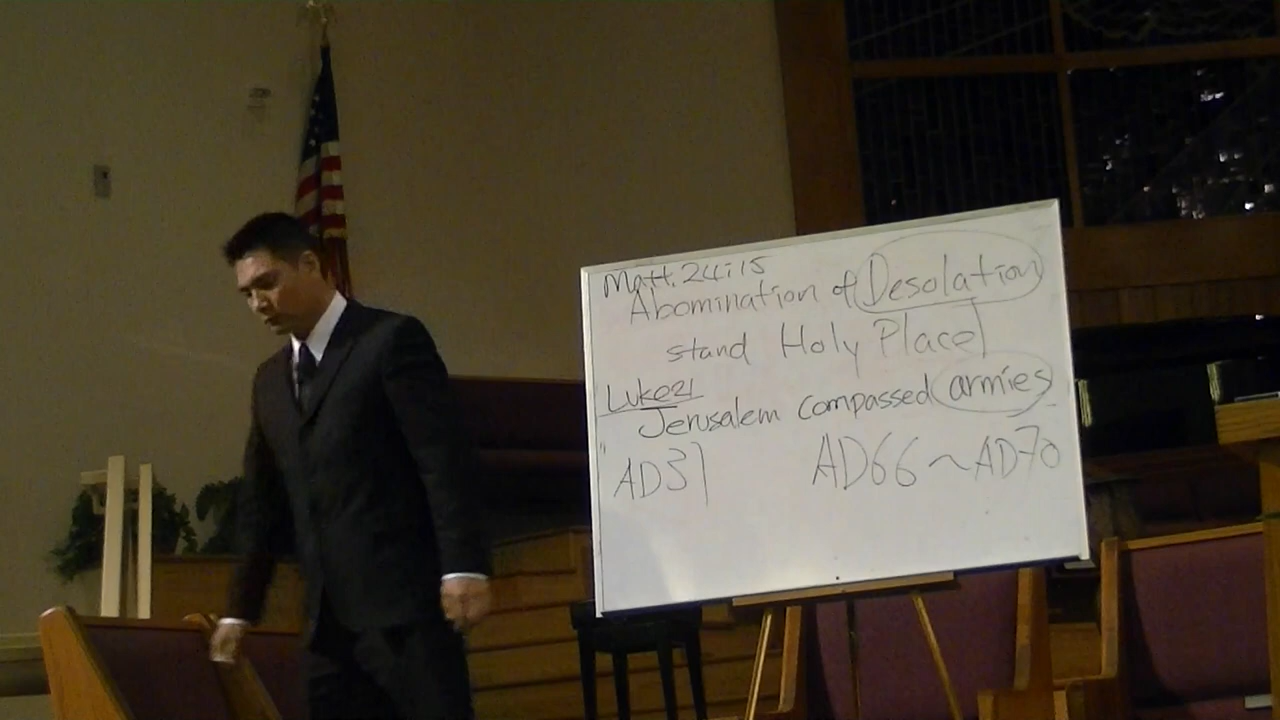 Matt. 24:15
Abomination of Desolation
stand Holy Place
Luke21
Jerusalem compassed armies
AD31 AD66~AD70